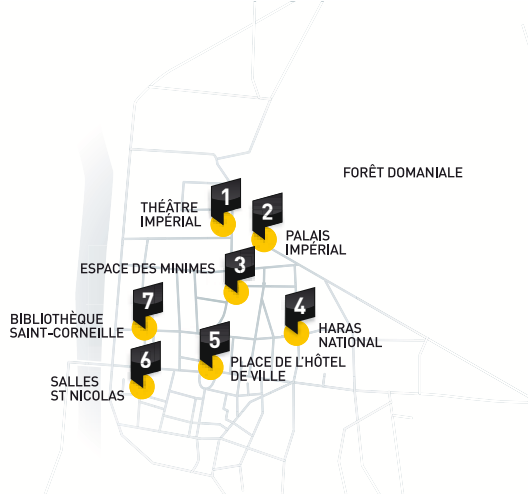 FORÊT DOMANIALE
1
THÉÂTRE
IMPÉRIAL
2
PALAIS
IMPÉRIAL
ESPACE DES MINIMES
3
7
BIBLIOTHÈQUE
SAINT-CORNEILLE
4
HARAS
NATIONAL
5
PLACE DE L'HÔTEL
DE VILLE
6
SALLES
ST NICOLAS